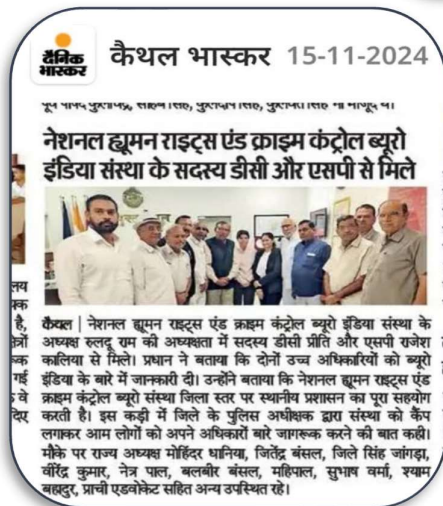 दैनिक
भास्कर
कैथल भास्कर 15-11-2024
नेशनल ह्यूमन राइट्स एंड क्राइम कंट्रोल ब्यूरो
इंडिया संस्था के सदस्य डीसी और एसपी से मिले
कैथल | नेशनल ह्यूमन राइट्स एंड क्राइम कंट्रोल ब्यूरो इंडिया संस्था के
अध्यक्ष रुलदू राम की अध्यक्षता में सदस्य डीसी प्रीति और एसपी राजेश
कालिया से मिले। प्रधान ने बताया कि दोनों उच्च अधिकारियों को ब्यूरो
इंडिया के बारे में जानकारी दी। उन्होंने बताया कि नेशनल ह्यूमन राइट्स एंड
क्राइम कंट्रोल ब्यूरो संस्था जिला स्तर पर स्थानीय प्रशासन का पूरा सहयोग
करती है। इस कड़ी में जिले के पुलिस अधीक्षक द्वारा संस्था को कैंप
लगाकर आम लोगों को अपने अधिकारों बारे जागरूक करने की बात कही।
मौके पर राज्य अध्यक्ष मोहिंदर धानिया, जितेंद्र बंसल, जिले सिंह जांगड़ा,
वीरेंद्र कुमार, नेत्र पाल, बलबीर बंसल, महिपाल, सुभाष वर्मा, श्याम
बहादुर, प्राची एडवोकेट सहित अन्य उपस्थित रहे।